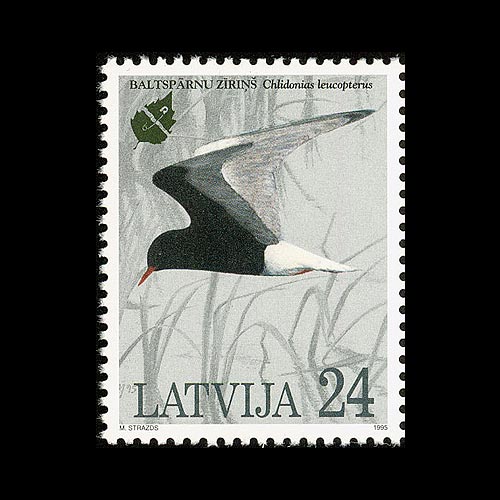 BALTSPĀRNU ZĪRIŅŠ Chlidonias leucopterus
LATVIJA 24
M. STRAZDS 1995